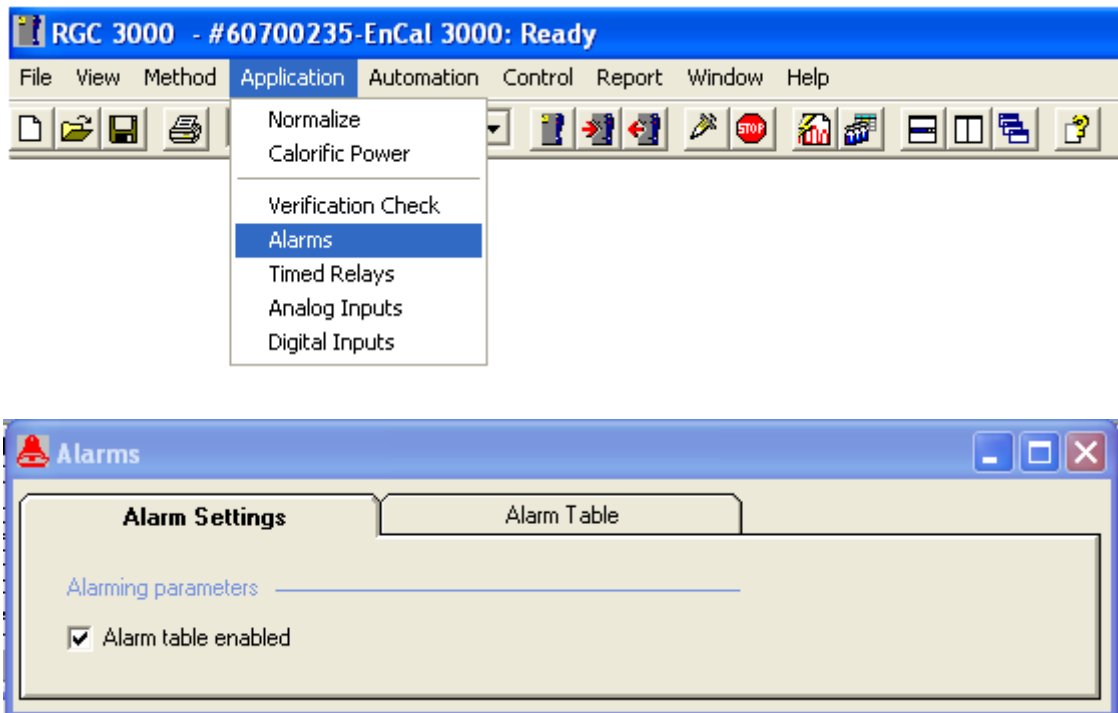 RGC 3000 - #60700235-EnCal 3000: Ready
File View Method Application Automation Control Report Window Help
STOP
Normalize
Calorific Power
Verification Check
Alarms
Timed Relays
Analog Inputs
Digital Inputs
Alarms
Alarm Settings Alarm Table
Alarming parameters
Alarm table enabled